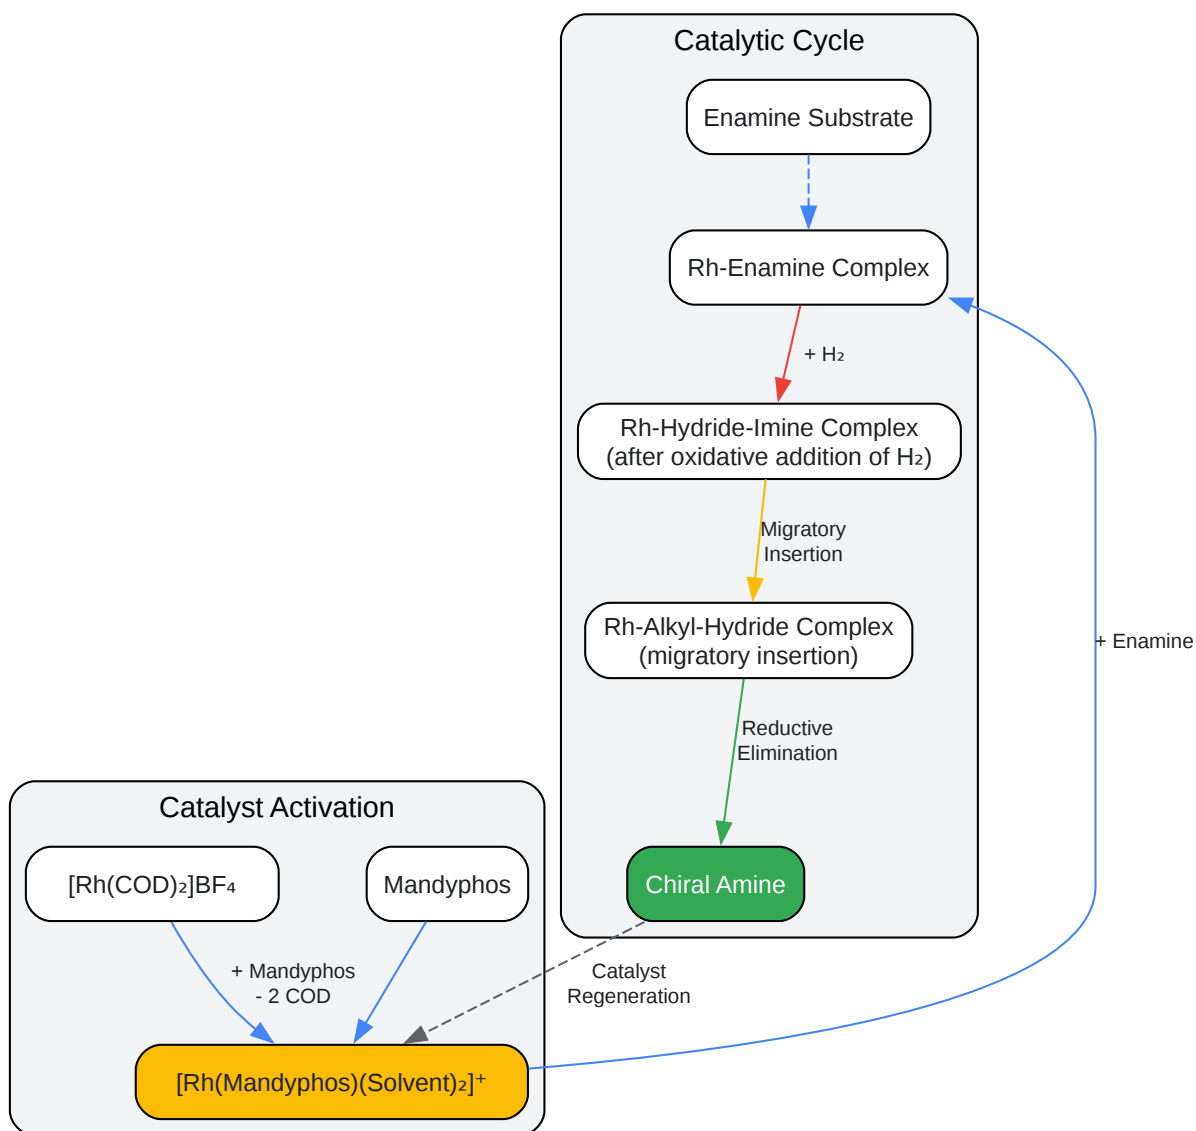 Catalytic Cycle
Enamine Substrate
Rh-Enamine Complex
+ H₂
Rh-Hydride-Imine Complex
(after oxidative addition of H₂)
Migratory
Insertion
Rh-Alkyl-Hydride Complex
(migratory insertion)
+ Enamine
Reductive
Elimination
Catalyst Activation
[Rh(COD)₂]BF₄
Mandyphos
Chiral Amine
+ Mandyphos
- 2 COD
Catalyst
Regeneration
[Rh(Mandyphos)(Solvent)₂]⁺